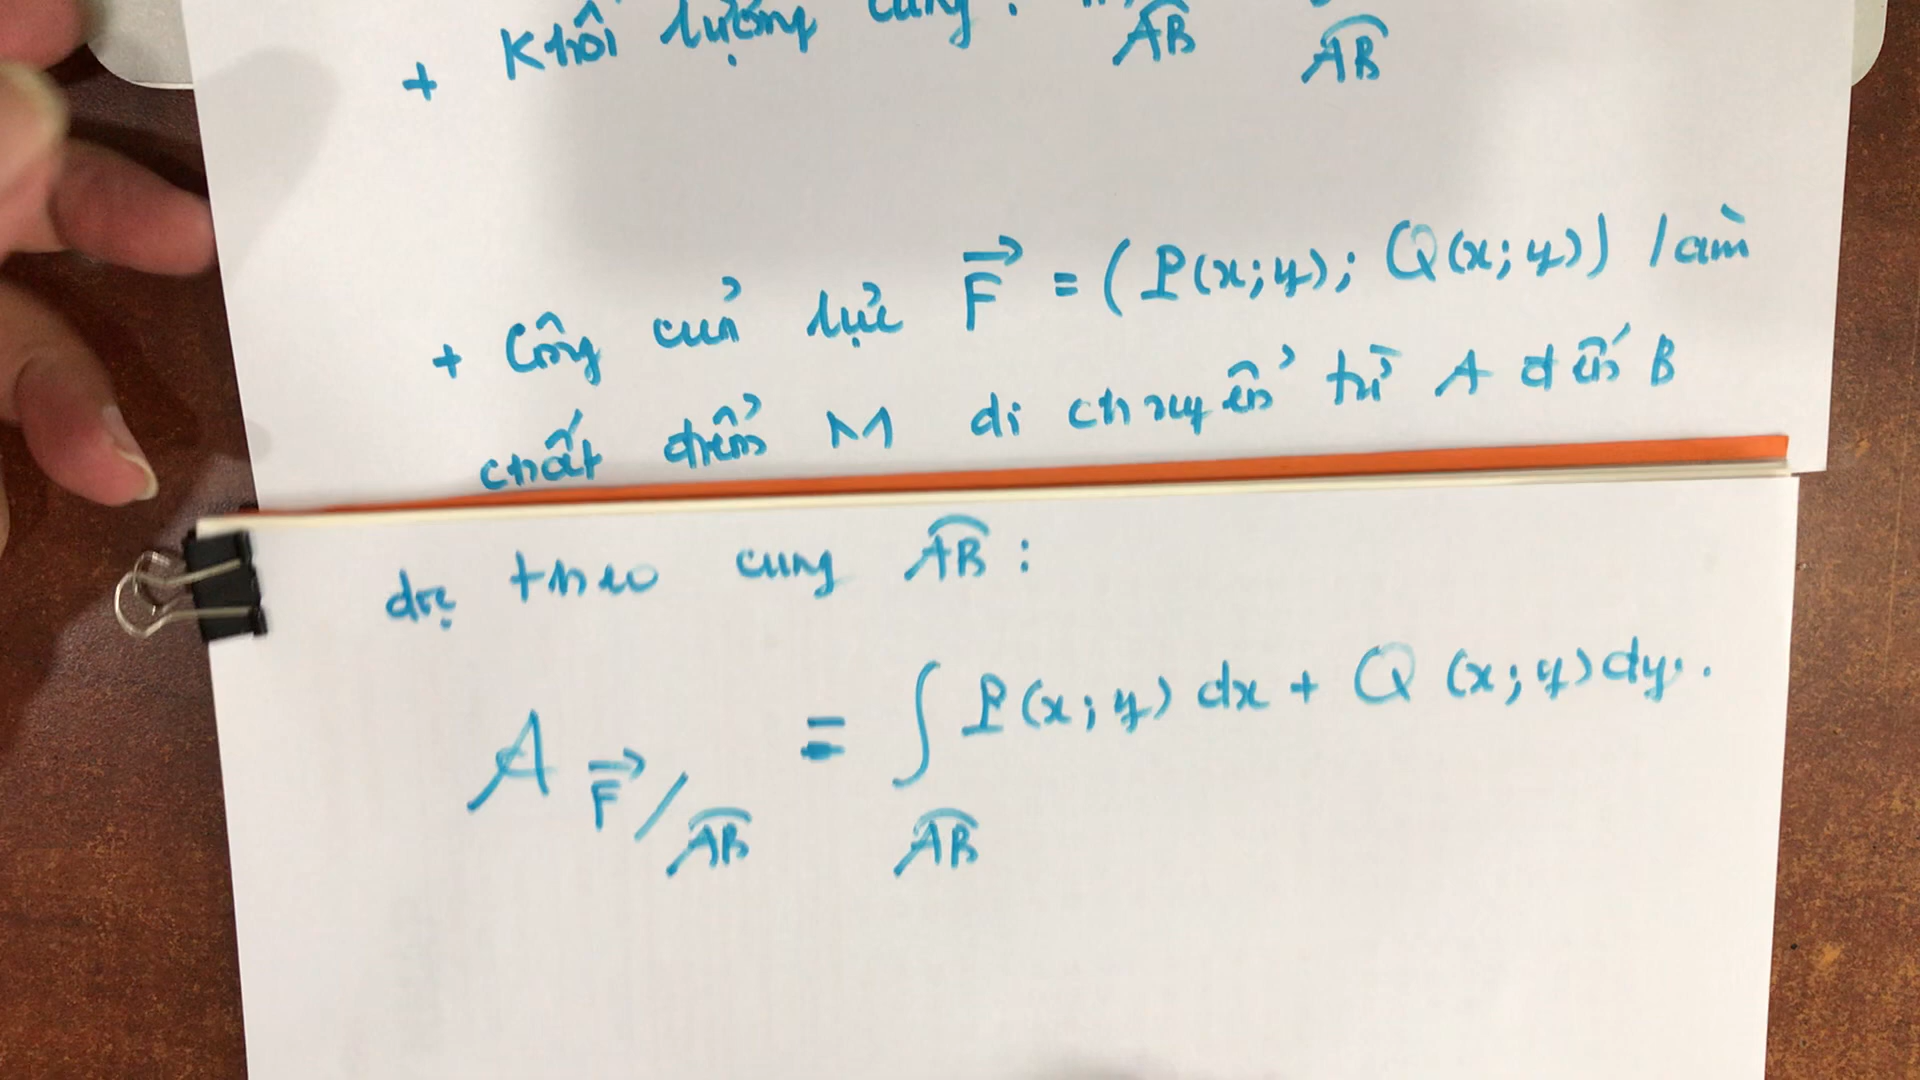 + Khối lượng cung : AB AB
+ Công của lực F = (P(x;y); Q(x;y)) làm
chất điểm M di chuyển từ A đến B
dọc theo cung AB :
A F/AB = ∫ P(x;y) dx + Q (x;y) dy.
AB